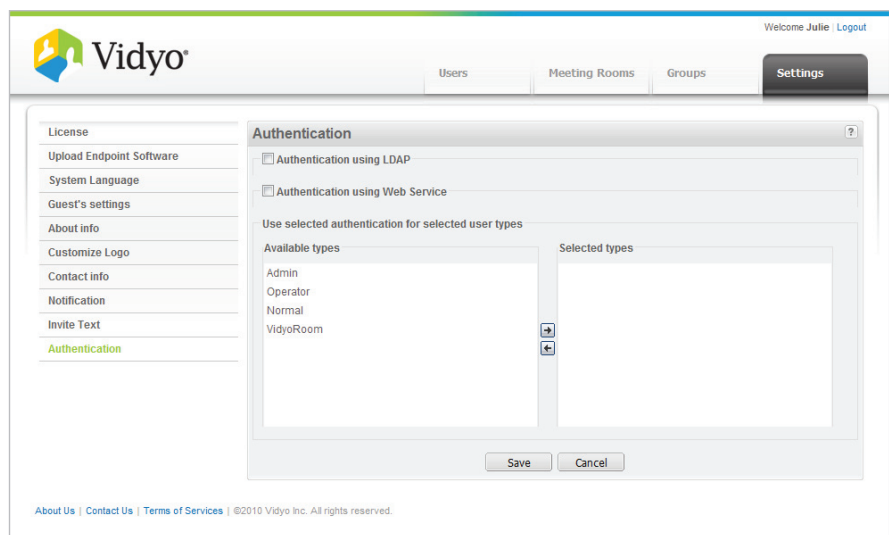 Welcome Julie | Logout
Vidyo®
Users
Meeting Rooms
Groups
Settings
License
Upload Endpoint Software
System Language
Guest's settings
About info
Customize Logo
Contact info
Notification
Invite Text
Authentication
Authentication
?
Authentication using LDAP
Authentication using Web Service
Use selected authentication for selected user types
Available types
Admin
Operator
Normal
VidyoRoom
Selected types
Save
Cancel
About Us | Contact Us | Terms of Services | ©2010 Vidyo Inc. All rights reserved.